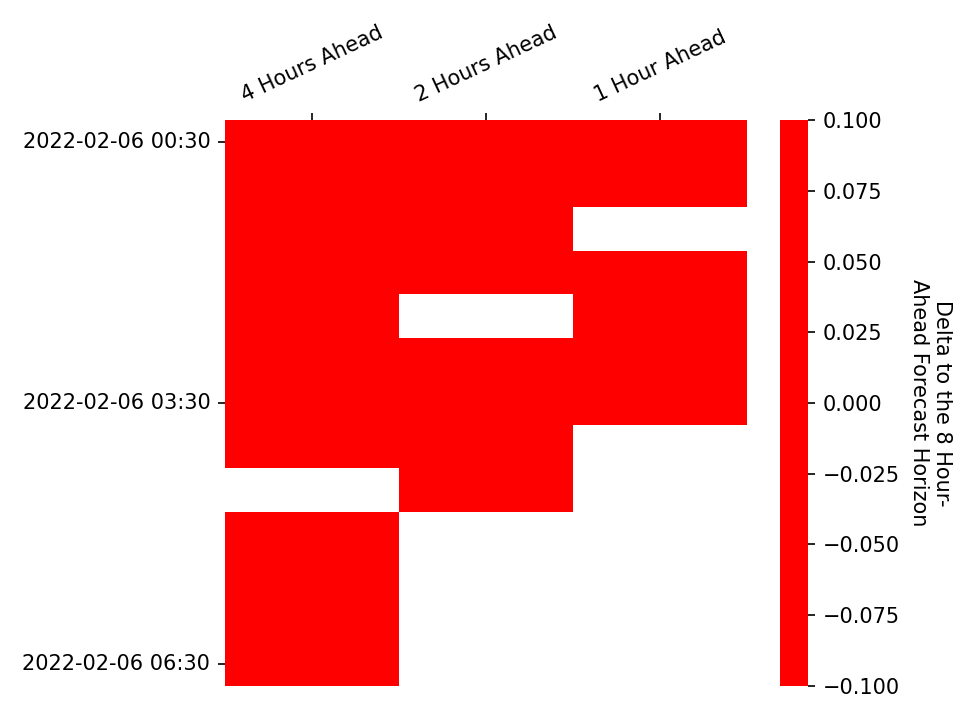 4 Hours Ahead
2 Hours Ahead
1 Hour Ahead
2022-02-06 00:30
2022-02-06 03:30
2022-02-06 06:30
0.100
0.075
0.050
0.025
0.000
−0.025
−0.050
−0.075
−0.100
Delta to the 8 Hour-
Ahead Forecast Horizon